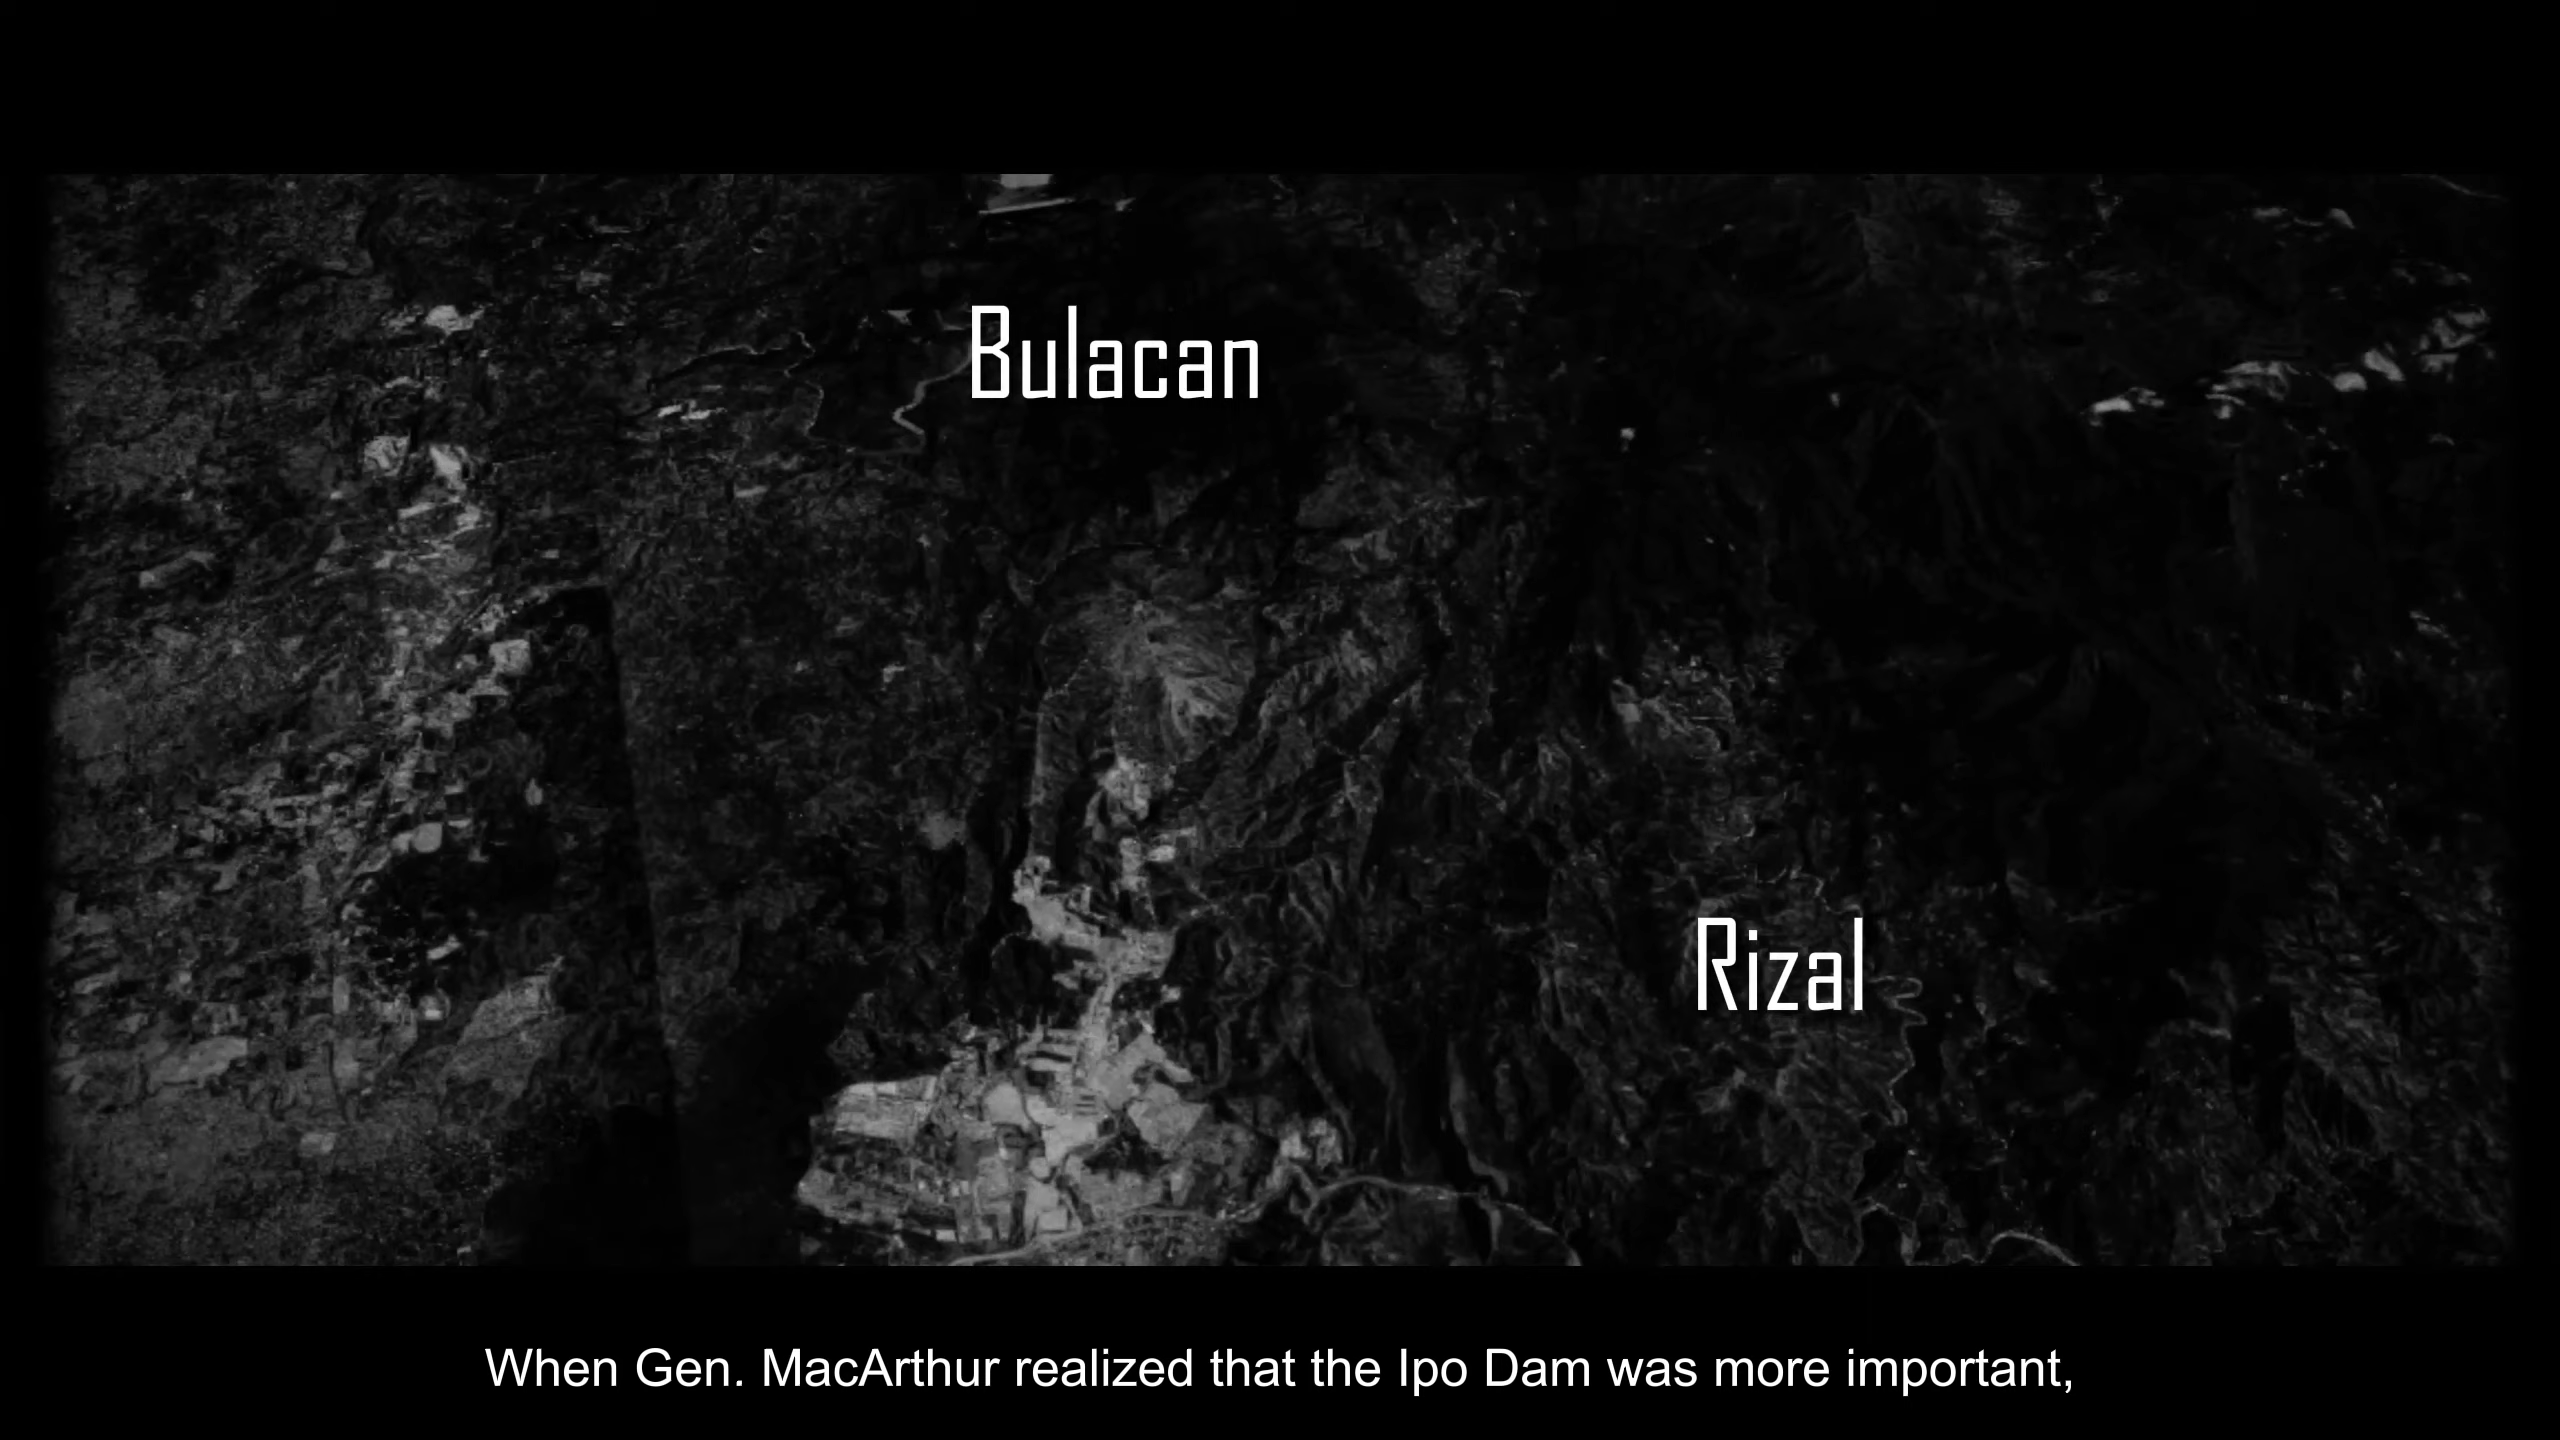 Bulacan
Rizal
When Gen. MacArthur realized that the Ipo Dam was more important,